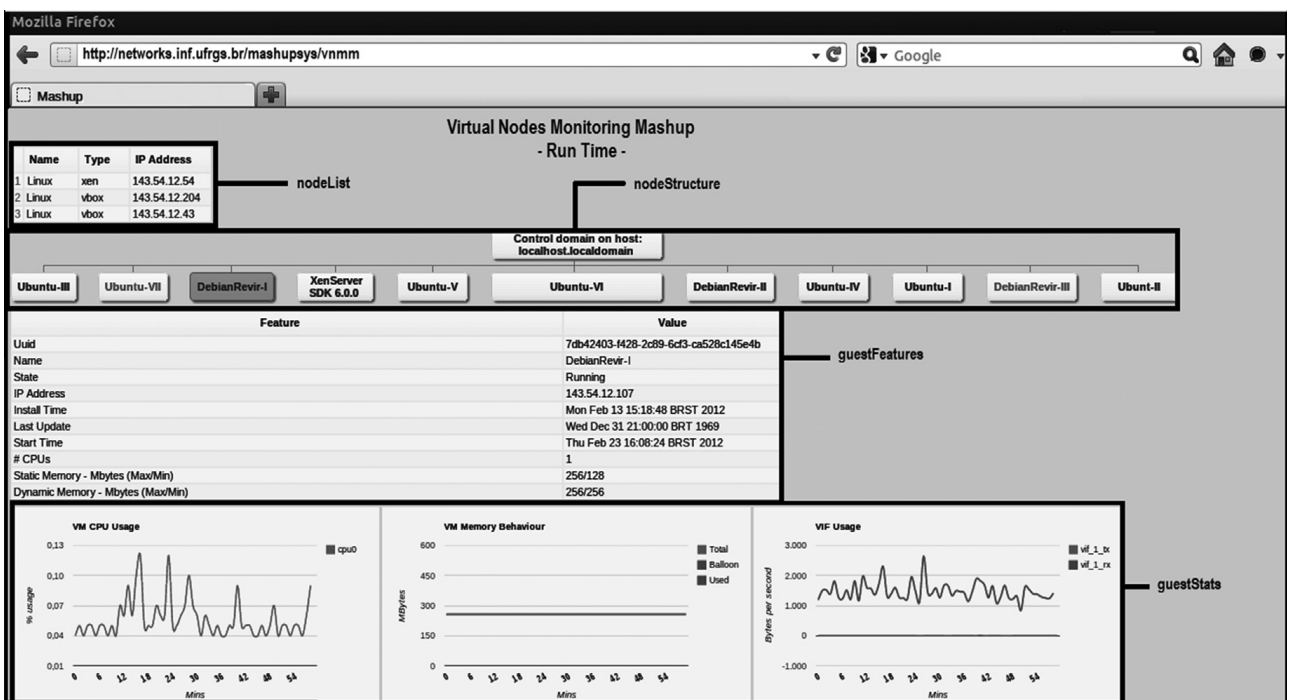 Mozilla Firefox
http://networks.inf.ufrgs.br/mashupsys/vnmm
Google
Mashup
Virtual Nodes Monitoring Mashup
- Run Time -
Name Type IP Address
1 Linux xen 143.54.12.54
2 Linux vbox 143.54.12.204
3 Linux vbox 143.54.12.43
nodeList
nodeStructure
Control domain on host:
localhost.localdomain
Ubuntu-III Ubuntu-VII DebianRevir-I XenServer SDK 6.0.0 Ubuntu-V Ubuntu-VI DebianRevir-II Ubuntu-IV Ubuntu-I DebianRevir-III Ubunt-II
Feature Value
Uuid 7db42403-f428-2c89-6cf3-ca528c145e4b
Name DebianRevir-I
State Running
IP Address 143.54.12.107
Install Time Mon Feb 13 15:18:48 BRST 2012
Last Update Wed Dec 31 21:00:00 BRT 1969
Start Time Thu Feb 23 16:08:24 BRST 2012
# CPUs 1
Static Memory - Mbytes (Max/Min) 256/128
Dynamic Memory - Mbytes (Max/Min) 256/256
guestFeatures
VM CPU Usage
0,13
0,10
0,07
0,04
0,01
% usage
cpu0
0 6 12 18 24 30 36 42 48 54
Mins
VM Memory Behaviour
600
450
300
150
0
MBytes
Total
Balloon
Used
0 6 12 18 24 30 36 42 48 54
Mins
VIF Usage
3.000
2.000
1.000
0
-1.000
Bytes per second
vif_1_tx
vif_1_rx
0 6 12 18 24 30 36 42 48 54
Mins
guestStats